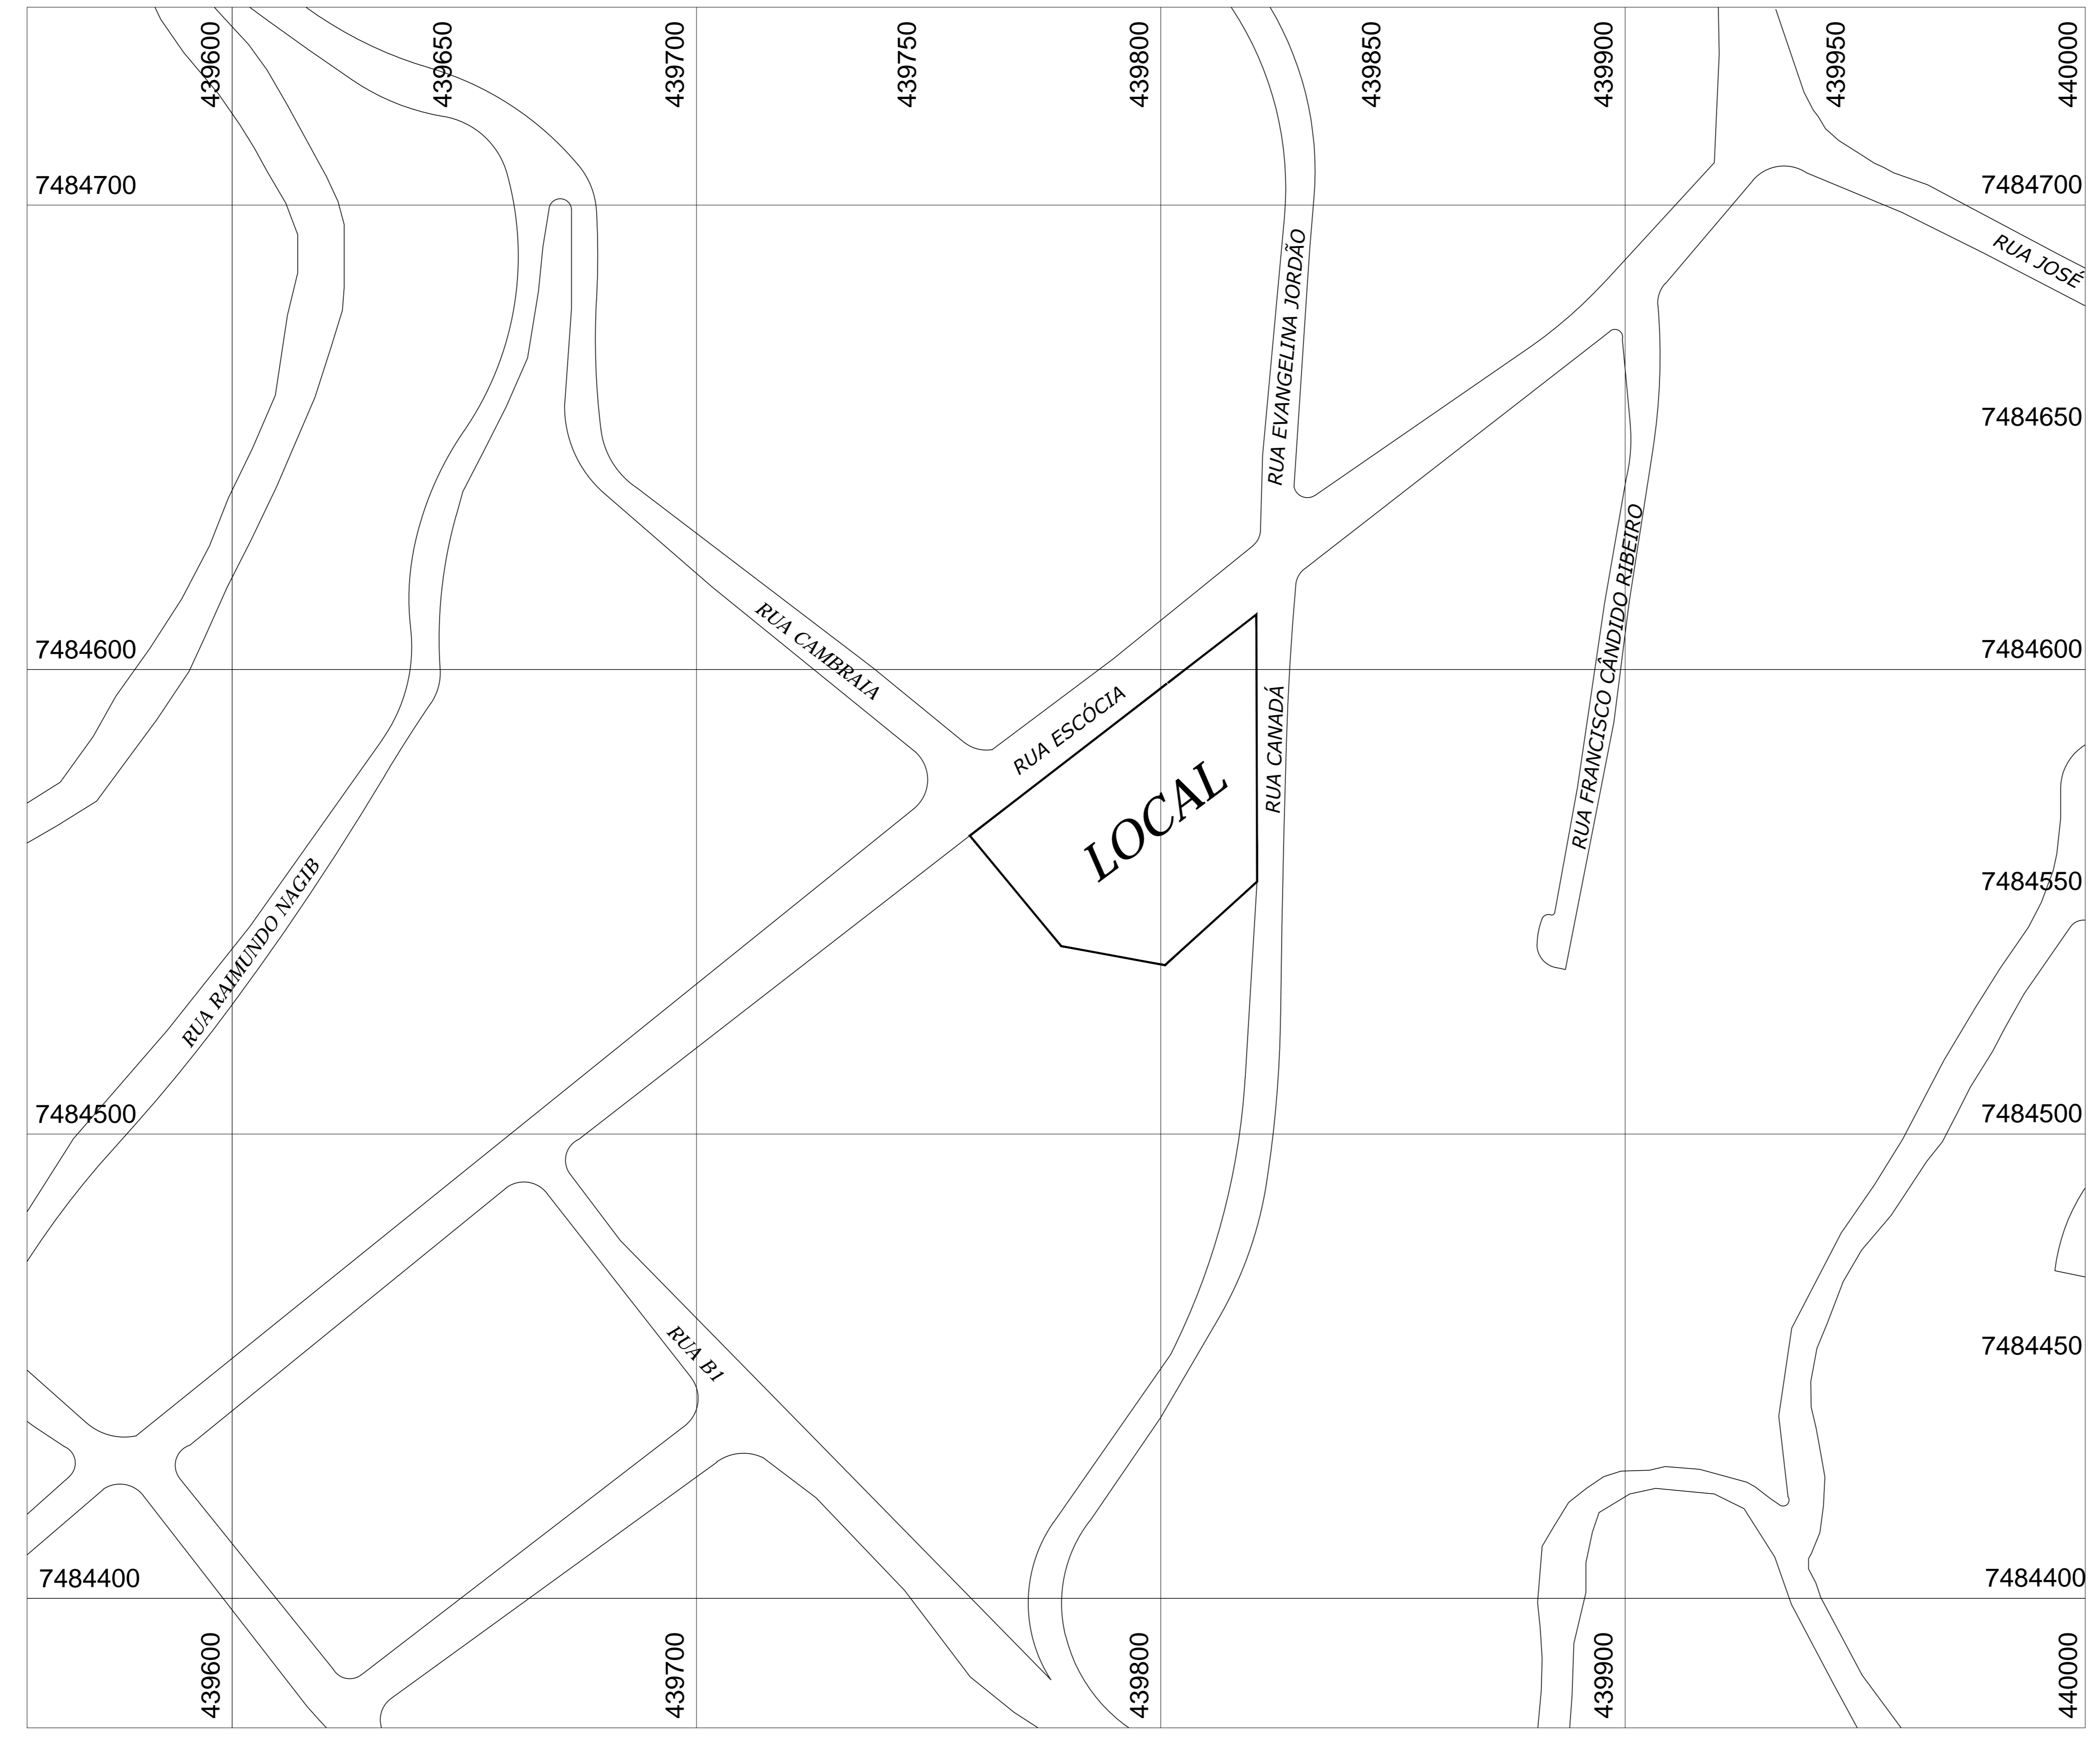 439600
439650
439700
439750
439800
439850
439900
439950
440000
7484700
7484700
RUA EVANGELINA JORDÃO
RUA JOSÉ
7484650
RUA FRANCISCO CÂNDIDO RIBEIRO
RUA CAMBRAIA
7484600
7484600
RUA ESCÓCIA
RUA CANADÁ
LOCAL
RUA RAIMUNDO NAGIB
7484550
7484500
7484500
RUA B1
7484450
7484400
7484400
439600
439700
439800
439900
440000